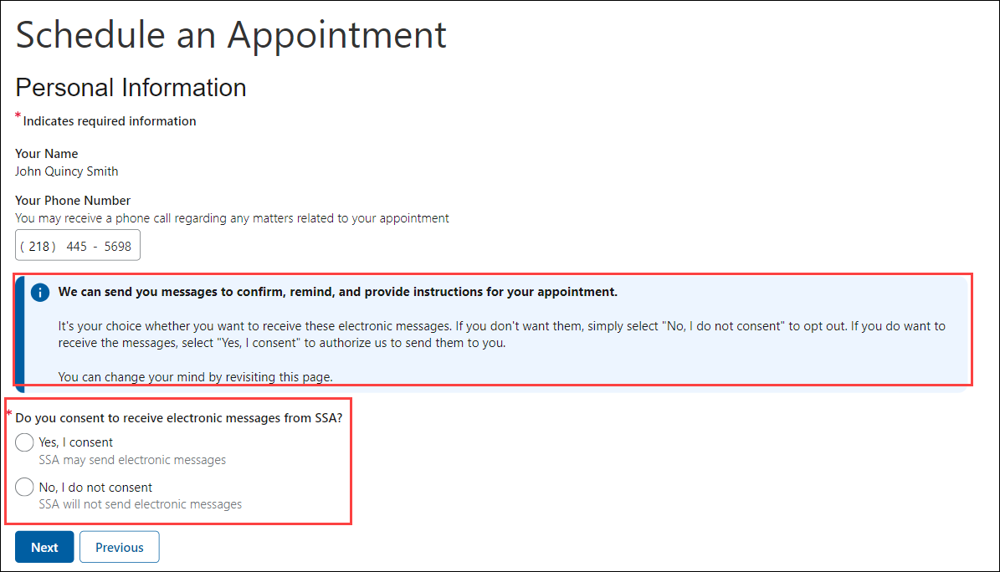 Schedule an Appointment
Personal Information
* Indicates required information
Your Name
John Quincy Smith
Your Phone Number
You may receive a phone call regarding any matters related to your appointment
( 218 ) 445 - 5698
i We can send you messages to confirm, remind, and provide instructions for your appointment.
It's your choice whether you want to receive these electronic messages. If you don't want them, simply select "No, I do not consent" to opt out. If you do want to
receive the messages, select "Yes, I consent" to authorize us to send them to you.
You can change your mind by revisiting this page.
* Do you consent to receive electronic messages from SSA?
Yes, I consent
SSA may send electronic messages
No, I do not consent
SSA will not send electronic messages
Next Previous